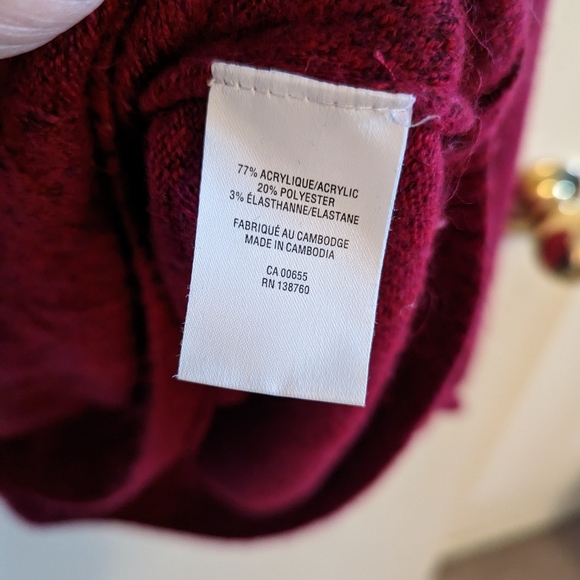 77% ACRYLIQUE/ACRYLIC
20% POLYESTER
3% ÉLASTHANNE/ELASTANE
FABRIQUÉ AU CAMBODGE
MADE IN CAMBODIA
CA 00655
RN 138760